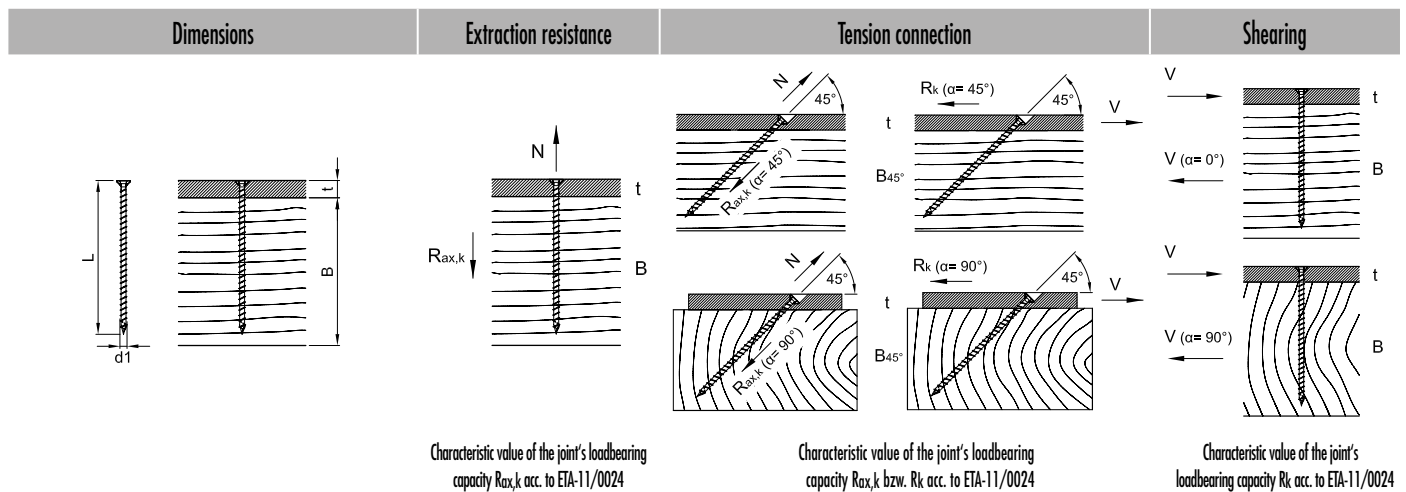 Dimensions
Extraction resistance
Tension connection
Shearing
L
d1
t
B
N
Rax,k
t
B
N
45°
Rax,k (α= 45°)
t
B45°
Rk (α= 45°)
45°
V
N
45°
Rax,k (α= 90°)
t
B45°
Rk (α= 90°)
45°
V
V
t
V (α= 0°)
B
V
t
V (α= 90°)
B
Characteristic value of the joint's loadbearing
capacity Rax,k acc. to ETA-11/0024
Characteristic value of the joint's loadbearing
capacity Rax,k bzw. Rk acc. to ETA-11/0024
Characteristic value of the joint's
loadbearing capacity Rk acc. to ETA-11/0024